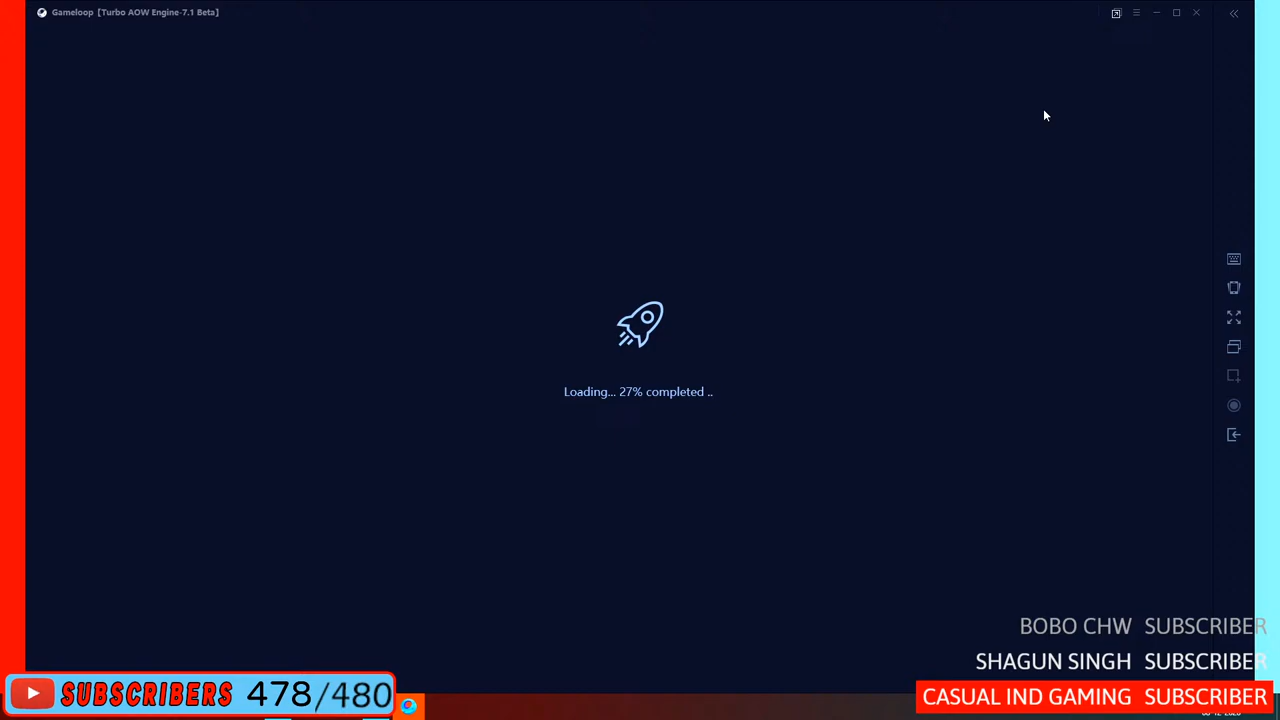 Gameloop [Turbo AOW Engine-7.1 Beta]
Loading... 27% completed ..
BOBO CHW SUBSCRIBER
SHAGUN SINGH SUBSCRIBER
CASUAL IND GAMING SUBSCRIBER
SUBSCRIBERS 478/480